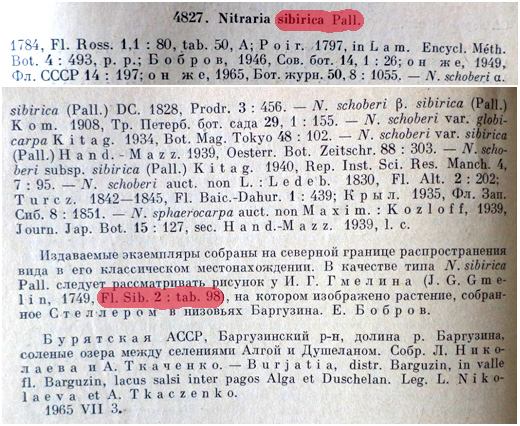 4827. Nitraria sibirica Pall.
1784, Fl. Ross. 1,1 : 80, tab. 50, A; Poir. 1797, in Lam. Encycl. Méth.
Bot. 4 : 493, p. p.; Бобров, 1946, Сов. бот. 14, 1 : 26; он же, 1949,
Фл. СССР 14 : 197; он же, 1965, Бот. журн. 50, 8 : 1055. — N. schoberi α.
sibirica (Pall.) DC. 1828, Prodr. 3 : 456. — N. schoberi β. sibirica (Pall.)
Kom. 1908, Тр. Петерб. бот. сада 29, 1 : 155. — N. schoberi var. globi-
carpa Kitag. 1934, Bot. Mag. Tokyo 48 : 102. — N. schoberi var. sibirica
(Pall.) Hand.-Mazz. 1939, Oesterr. Bot. Zeitschr. 88 : 303. — N. scho-
beri subsp. sibirica (Pall.) Kitag. 1940, Rep. Inst. Sci. Res. Manch. 4,
7 : 95. — N. schoberi auct. non L.: Ledeb. 1830, Fl. Alt. 2 : 202;
Turcz. 1842—1845, Fl. Baic.-Dahur. 1 : 439; Крыл. 1935, Фл. Зап.
Сиб. 8 : 1851. — N. sphaerocarpa auct. non Maxim.: Kozloff, 1939,
Journ. Jap. Bot. 15 : 127, sec. Hand.-Mazz. 1939, l. c.
Издаваемые экземпляры собраны на северной границе распространения
вида в его классическом местонахождении. В качестве типа N. sibirica
Pall. следует рассматривать рисунок у И. Г. Гмелина (J. G. Gme-
lin, 1749, Fl. Sib. 2 : tab. 98), на котором изображено растение, собран-
ное Стеллером в низовьях Баргузина. Е. Бобров.
Бурятская АССР, Баргузинский р-н, долина р. Баргузина,
соленые озера между селениями Алгой и Душеланом. Собр. Л. Нико-
лаева и А. Ткаченко. — Burjatia, distr. Barguzin, in valle
fl. Barguzin, lacus salsi inter pagos Alga et Duschelan. Leg. L. Niko-
laeva et A. Tkaczenko.
1965 VII 3.